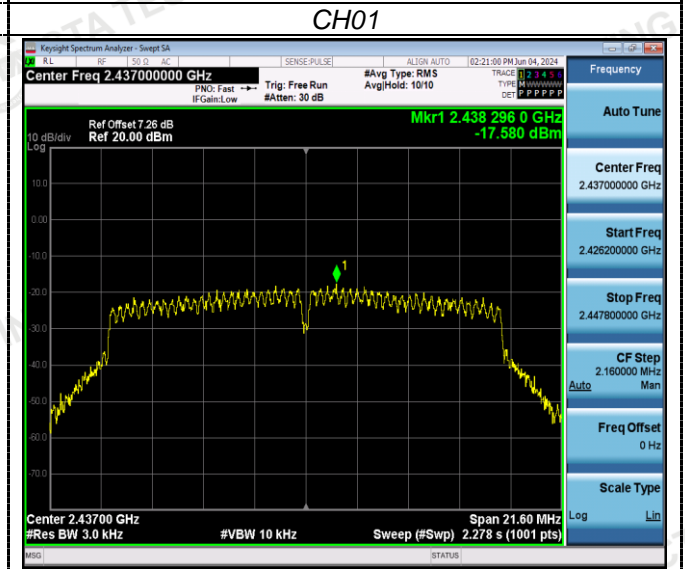 CH01
Keysight Spectrum Analyzer - Swept SA
RL RF 50 Ω AC SENSE:PULSE ALIGN AUTO 02:21:00 PM Jun 04, 2024
Center Freq 2.437000000 GHz
PNO: Fast Trig: Free Run #Avg Type: RMS TRACE 1 2 3 4 5 6
IFGain:Low #Atten: 30 dB Avg|Hold: 10/10 TYPE M WWWWW
DET P P P P P P
Frequency
Auto Tune
Ref Offset 7.26 dB Mkr1 2.438 296 0 GHz
10 dB/div Ref 20.00 dBm -17.580 dBm
Log
10.0
0.00
-10.0
1
-20.0
-30.0
-40.0
-50.0
-60.0
-70.0
Center Freq
2.437000000 GHz
Start Freq
2.426200000 GHz
Stop Freq
2.447800000 GHz
CF Step
2.160000 MHz
Auto Man
Freq Offset
0 Hz
Scale Type
Log Lin
Center 2.43700 GHz Span 21.60 MHz
#Res BW 3.0 kHz #VBW 10 kHz Sweep (#Swp) 2.278 s (1001 pts)
MSG STATUS